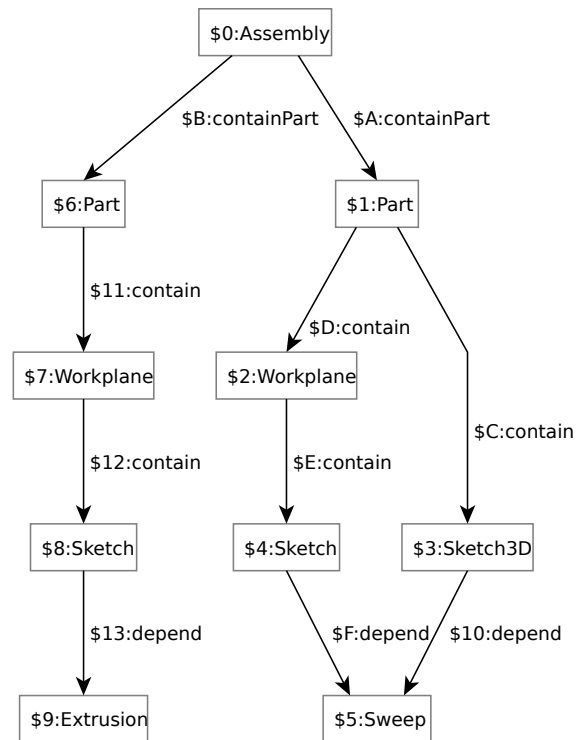 $0:Assembly
$B:containPart
$A:containPart
$6:Part
$1:Part
$11:contain
$D:contain
$7:Workplane
$2:Workplane
$C:contain
$12:contain
$E:contain
$8:Sketch
$4:Sketch
$3:Sketch3D
$13:depend
$F:depend
$10:depend
$9:Extrusion
$5:Sweep